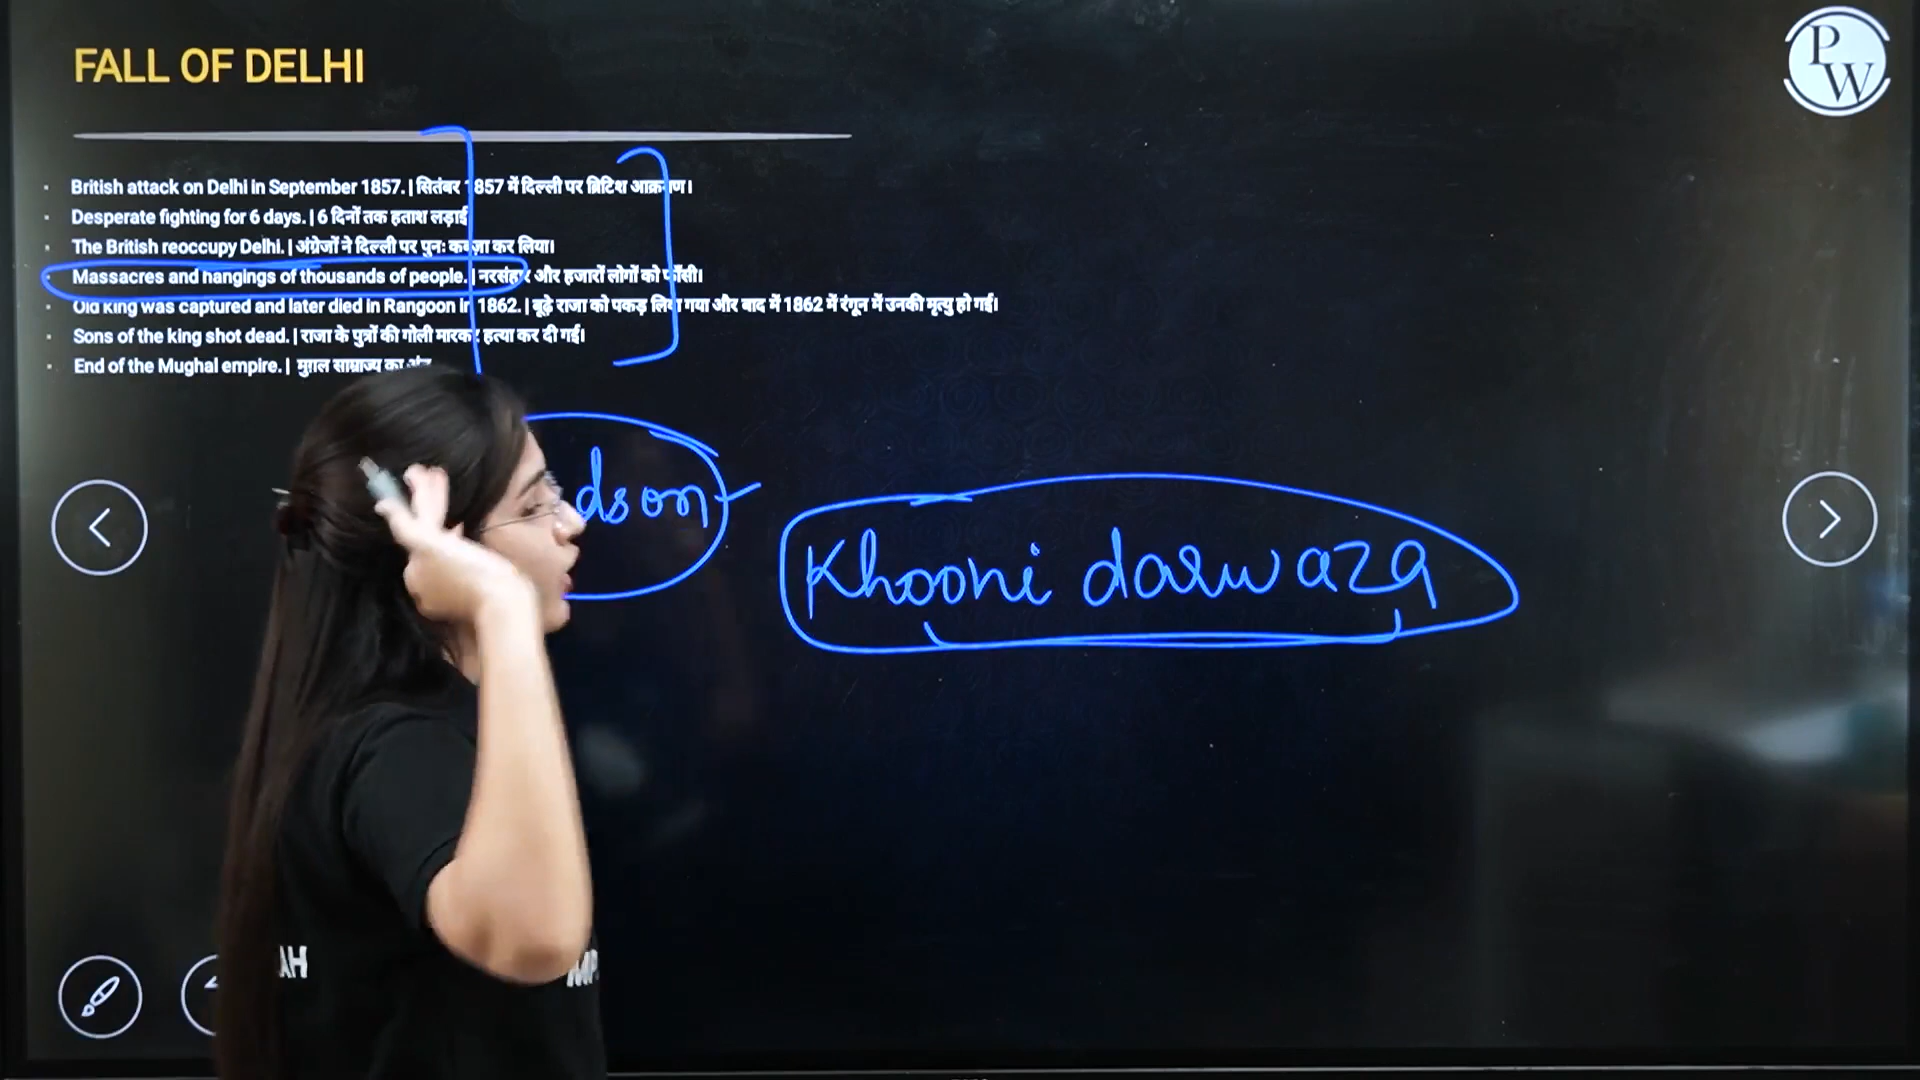 FALL OF DELHI
PW
British attack on Delhi in September 1857. | सितंबर 1857 में दिल्ली पर ब्रिटिश आक्रमण।
Desperate fighting for 6 days. | 6 दिनों तक हताश लड़ाई
The British reoccupy Delhi. | अंग्रेजों ने दिल्ली पर पुनः कब्ज़ा कर लिया।
Massacres and hangings of thousands of people. | नरसंहार और हजारों लोगों को फाँसी।
Old King was captured and later died in Rangoon in 1862. | बूढ़े राजा को पकड़ लिया गया और बाद में 1862 में रंगून में उनकी मृत्यु हो गई।
Sons of the king shot dead. | राजा के पुत्रों की गोली मारकर हत्या कर दी गई।
End of the Mughal empire. | मुग़ल साम्राज्य का अंत
dson
Khooni darwaza
AH